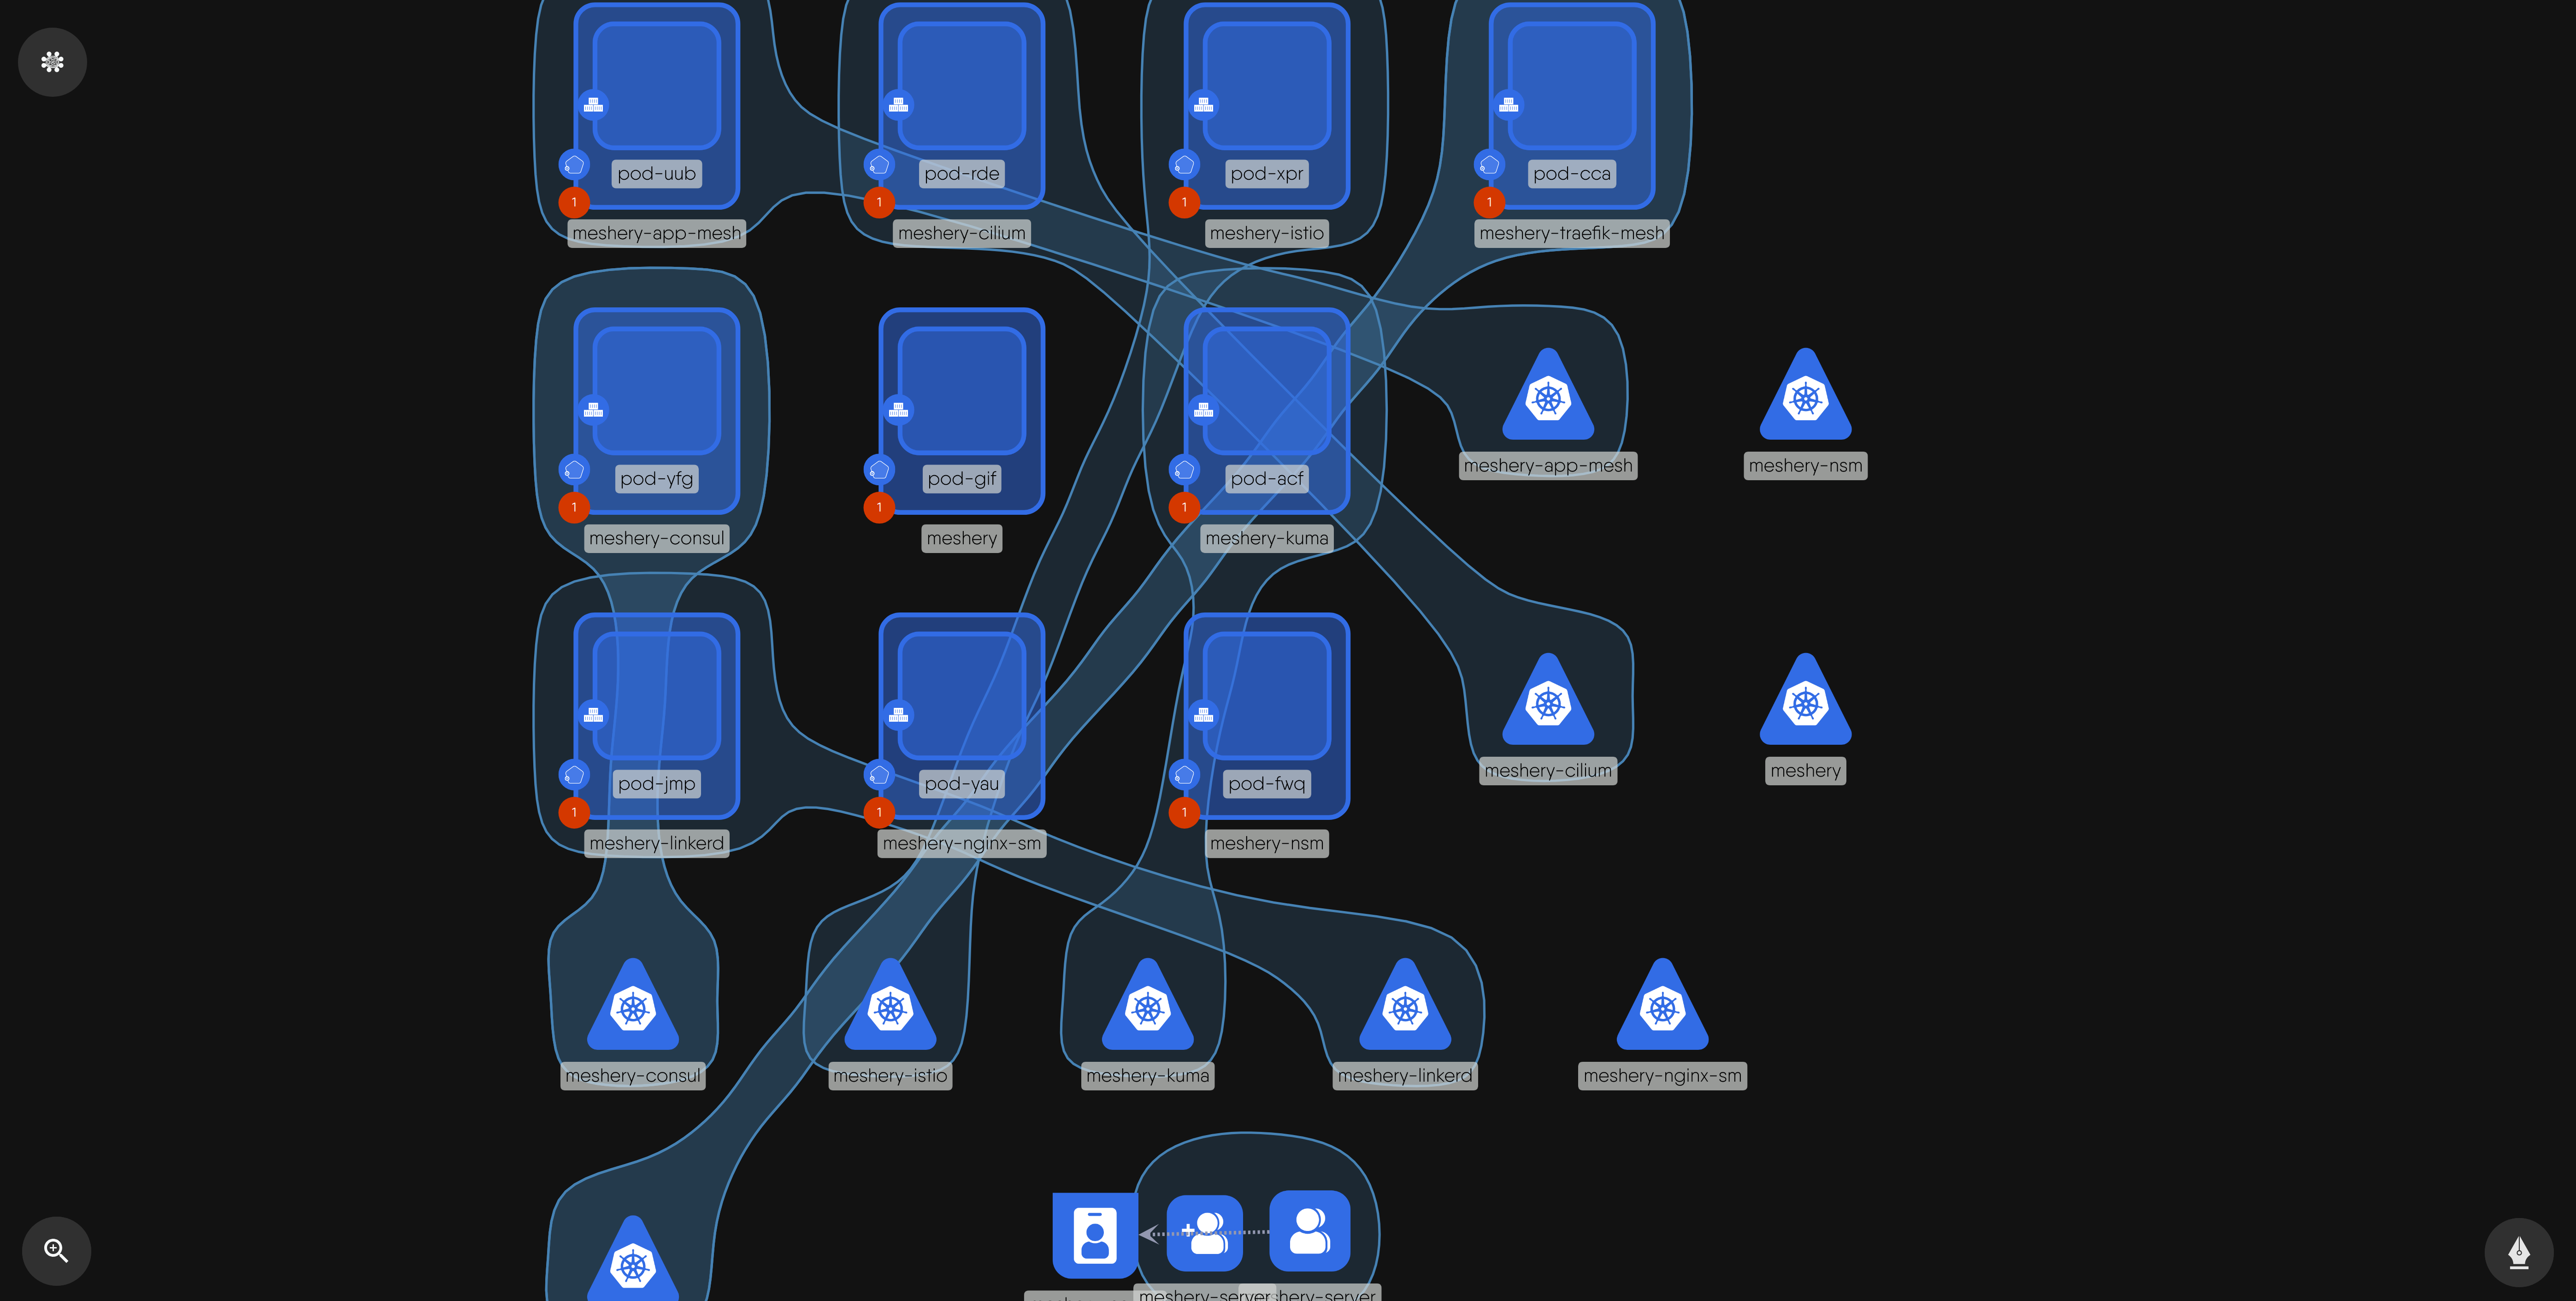 pod-uub
pod-rde
pod-xpr
pod-cca
1
1
1
1
meshery-app-mesh
meshery-cilium
meshery-istio
meshery-traefik-mesh
pod-yfg
pod-gif
pod-acf
meshery-app-mesh
meshery-nsm
1
1
1
meshery-consul
meshery
meshery-kuma
pod-jmp
pod-yau
pod-fwq
meshery-cilium
meshery
1
1
1
meshery-linkerd
meshery-nginx-sm
meshery-nsm
meshery-consul
meshery-istio
meshery-kuma
meshery-linkerd
meshery-nginx-sm
meshery-server